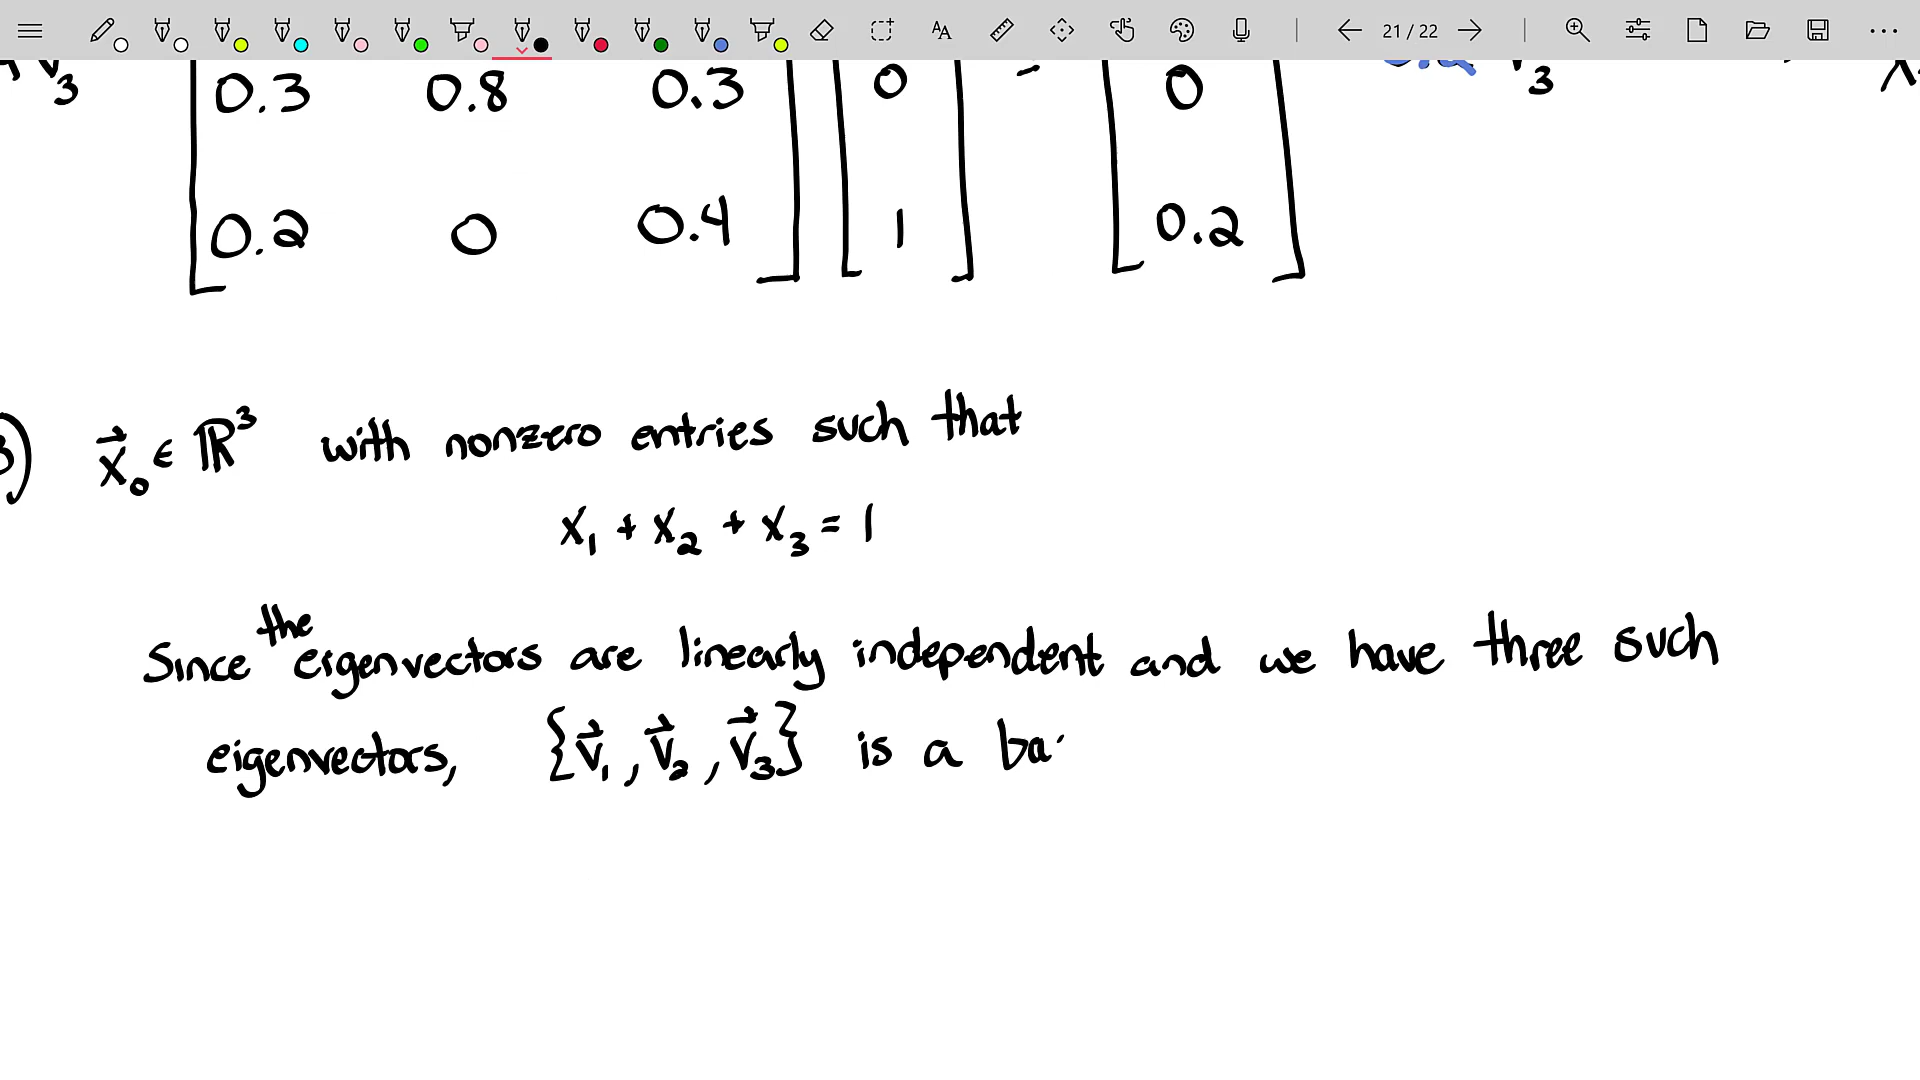 21 / 22
v⃗₃ 0.3 0.8 0.3 0 = 0 v₃
0.2 0 0.4 1 0.2
) x⃗₀ ∈ ℝ³ with nonzero entries such that
x₁ + x₂ + x₃ = 1
Since the eigenvectors are linearly independent and we have three such
eigenvectors, {v⃗₁, v⃗₂, v⃗₃} is a ba